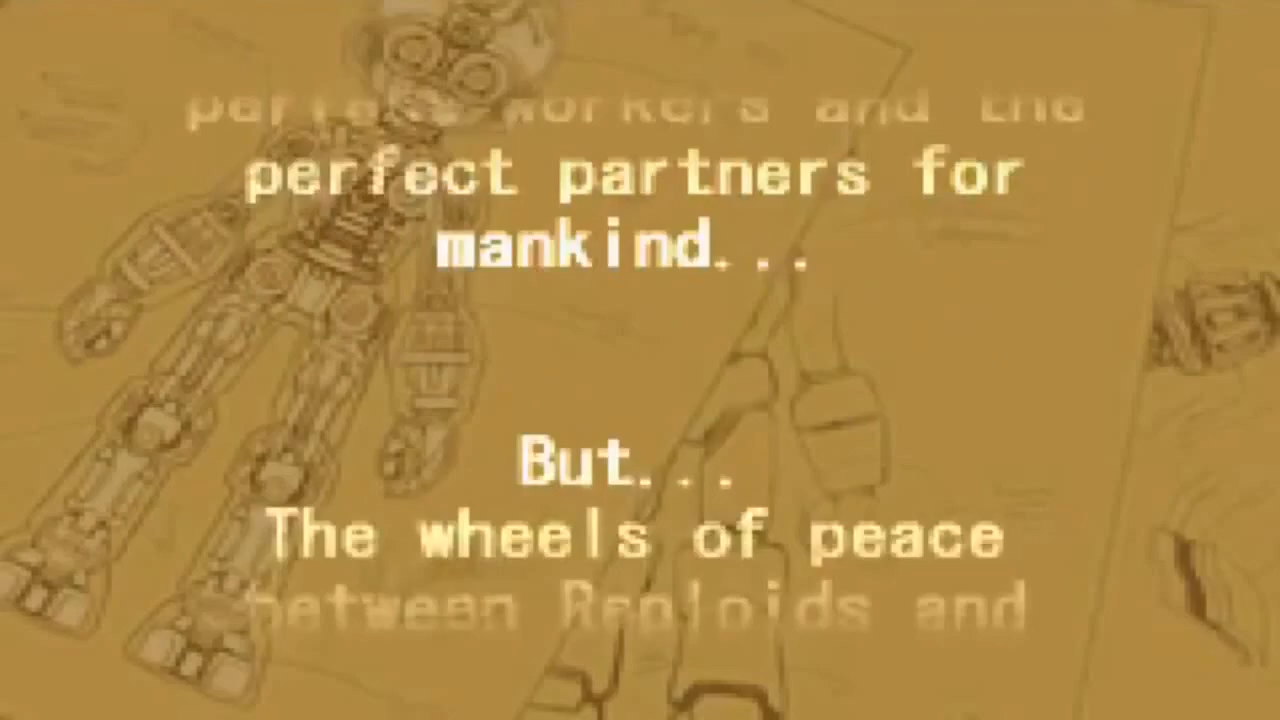 perfect workers and the
perfect partners for
mankind...
But...
The wheels of peace
between Reploids and